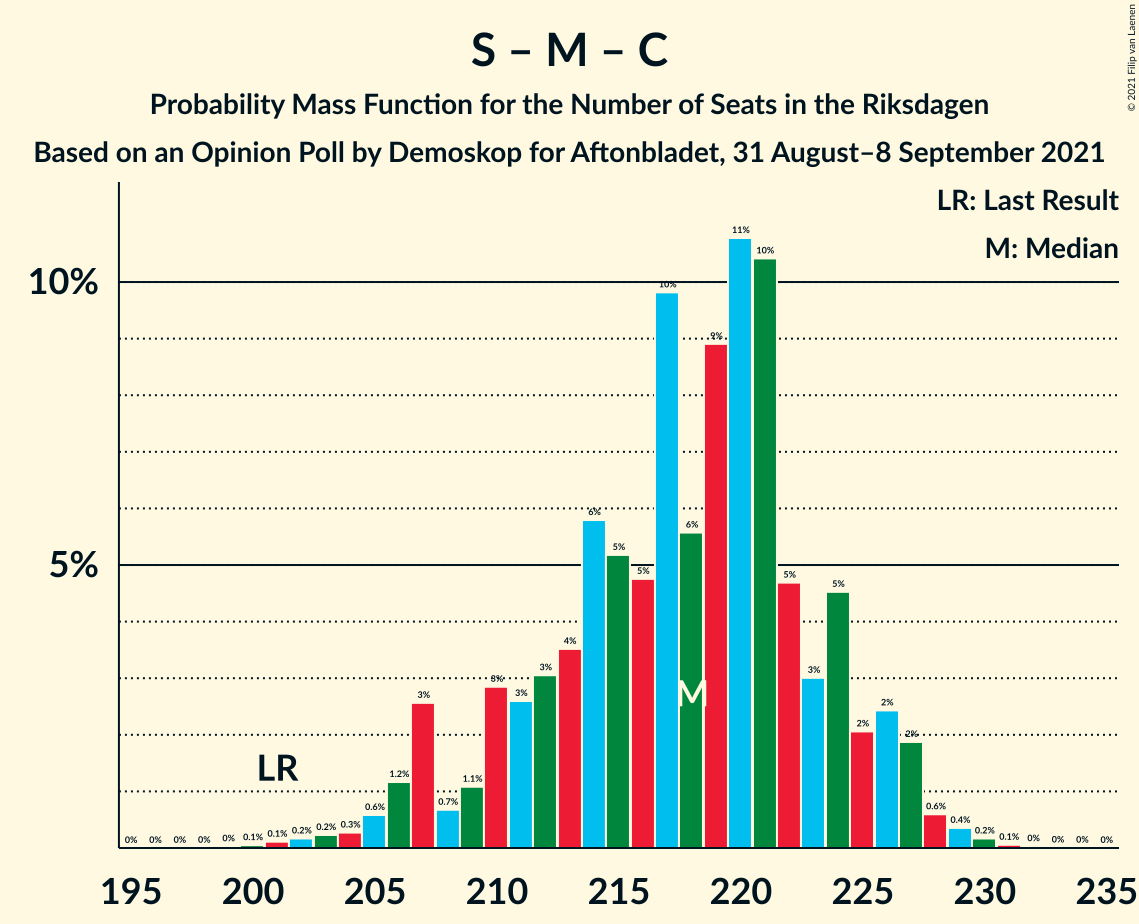 © 2021 Filip van Laenen
S – M – C
Probability Mass Function for the Number of Seats in the Riksdagen
Based on an Opinion Poll by Demoskop for Aftonbladet, 31 August–8 September 2021
LR: Last Result
M: Median
10%
5%
0% 0% 0% 0% 0% 0.1% 0.1% 0.2% 0.2% 0.3% 0.6% 1.2% 3% 0.7% 1.1% 3% 3% 3% 4% 6% 5% 5% 10% 6% 9% 11% 10% 5% 3% 5% 2% 2% 2% 0.6% 0.4% 0.2% 0.1% 0% 0% 0% 0%
LR
M
195 200 205 210 215 220 225 230 235